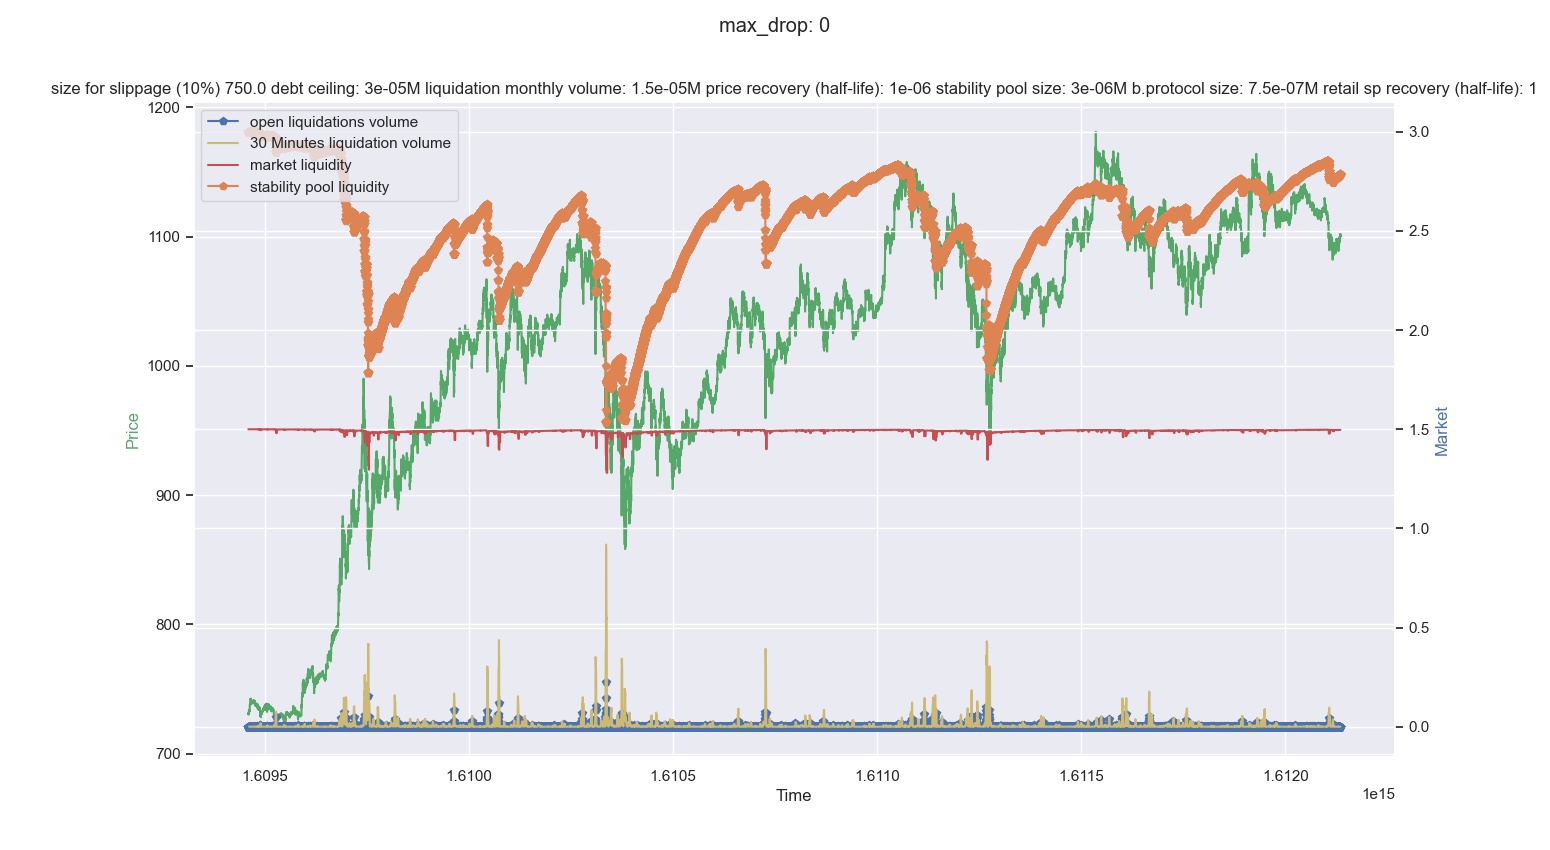 max_drop: 0
size for slippage (10%) 750.0 debt ceiling: 3e-05M liquidation monthly volume: 1.5e-05M price recovery (half-life): 1e-06 stability pool size: 3e-06M b.protocol size: 7.5e-07M retail sp recovery (half-life): 1
open liquidations volume
30 Minutes liquidation volume
market liquidity
stability pool liquidity
1200
1100
1000
900
800
700
Price
3.0
2.5
2.0
1.5
1.0
0.5
0.0
Market
1.6095 1.6100 1.6105 1.6110 1.6115 1.6120
Time
1e15